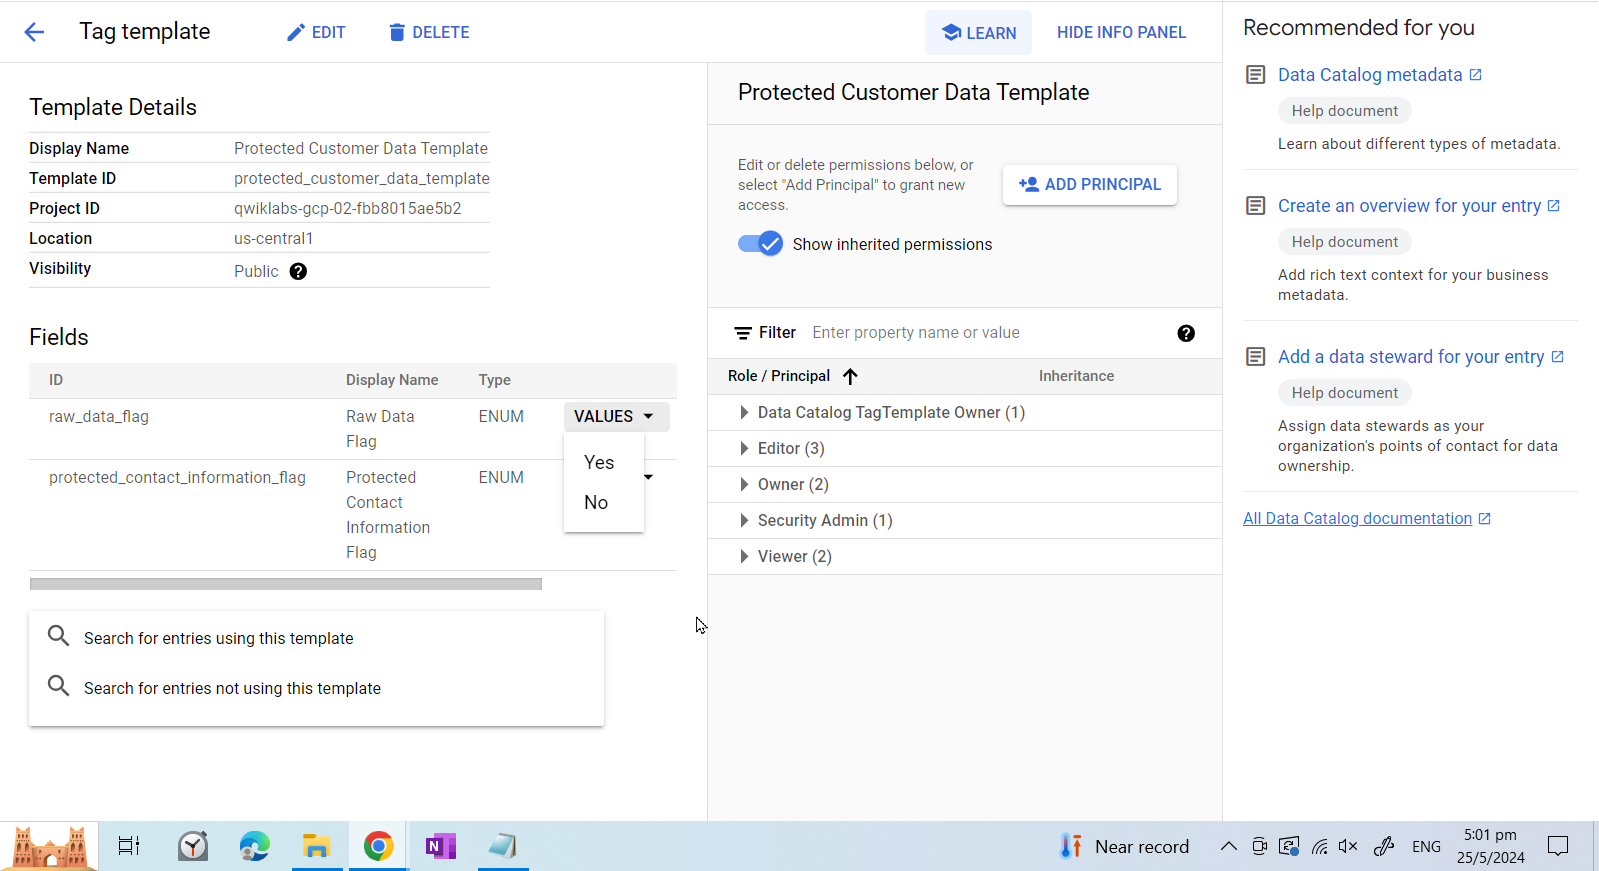 Tag template
EDIT
DELETE
LEARN
HIDE INFO PANEL
Template Details
Display Name Protected Customer Data Template
Template ID protected_customer_data_template
Project ID qwiklabs-gcp-02-fbb8015ae5b2
Location us-central1
Visibility Public
Fields
ID Display Name Type
raw_data_flag Raw Data Flag ENUM VALUES
Yes
No
protected_contact_information_flag Protected Contact Information Flag ENUM
Search for entries using this template
Search for entries not using this template
Protected Customer Data Template
Edit or delete permissions below, or
select "Add Principal" to grant new
access.
ADD PRINCIPAL
Show inherited permissions
Filter Enter property name or value
Role / Principal Inheritance
Data Catalog TagTemplate Owner (1)
Editor (3)
Owner (2)
Security Admin (1)
Viewer (2)
Recommended for you
Data Catalog metadata
Help document
Learn about different types of metadata.
Create an overview for your entry
Help document
Add rich text context for your business
metadata.
Add a data steward for your entry
Help document
Assign data stewards as your
organization's points of contact for data
ownership.
All Data Catalog documentation
N
Near record
ENG
5:01 pm
25/5/2024